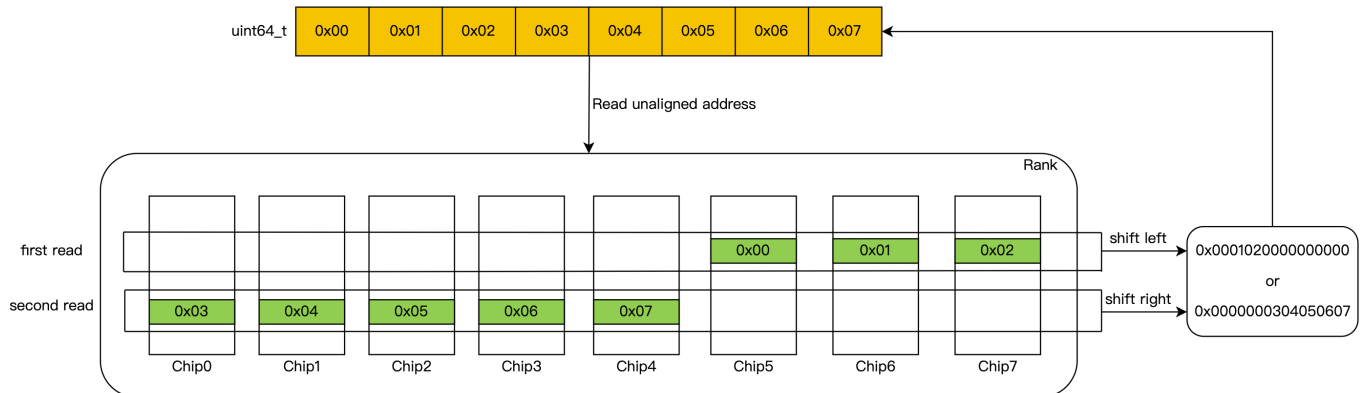 uint64_t 0x00 0x01 0x02 0x03 0x04 0x05 0x06 0x07
Read unaligned address
Rank
first read 0x00 0x01 0x02 shift left 0x0001020000000000
or
second read 0x03 0x04 0x05 0x06 0x07 shift right 0x0000000304050607
Chip0 Chip1 Chip2 Chip3 Chip4 Chip5 Chip6 Chip7